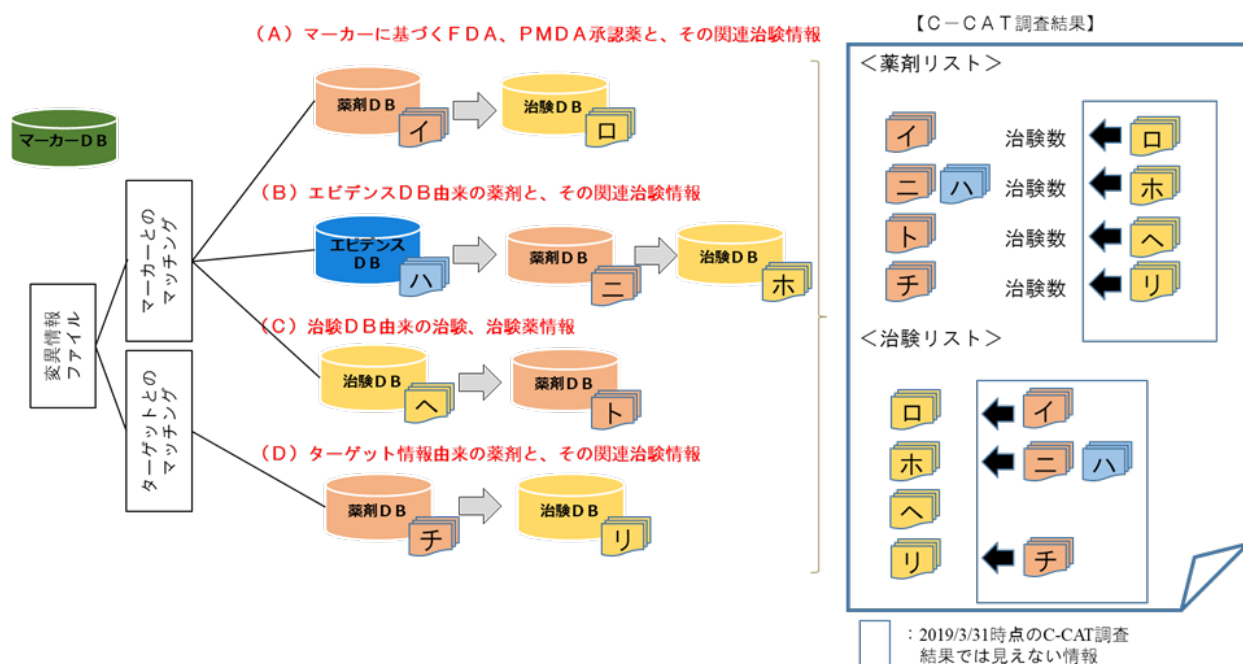 （Ａ）マーカーに基づくＦＤＡ、ＰＭＤＡ承認薬と、その関連治験情報
マーカーＤＢ
薬剤ＤＢ
イ
治験ＤＢ
ロ
（Ｂ）エビデンスＤＢ由来の薬剤と、その関連治験情報
エビデンス
ＤＢ
ハ
薬剤ＤＢ
ニ
治験ＤＢ
ホ
（Ｃ）治験ＤＢ由来の治験、治験薬情報
治験ＤＢ
ヘ
薬剤ＤＢ
ト
（Ｄ）ターゲット情報由来の薬剤と、その関連治験情報
薬剤ＤＢ
チ
治験ＤＢ
リ
変異情報
ファイル
マーカーとの
マッチング
ターゲットとの
マッチング
【Ｃ－ＣＡＴ調査結果】
＜薬剤リスト＞
イ 治験数 ロ
ニ ハ 治験数 ホ
ト 治験数 ヘ
チ 治験数 リ
＜治験リスト＞
ロ イ
ホ ニ ハ
ヘ
リ チ
：2019/3/31時点のC-CAT調査
結果では見えない情報